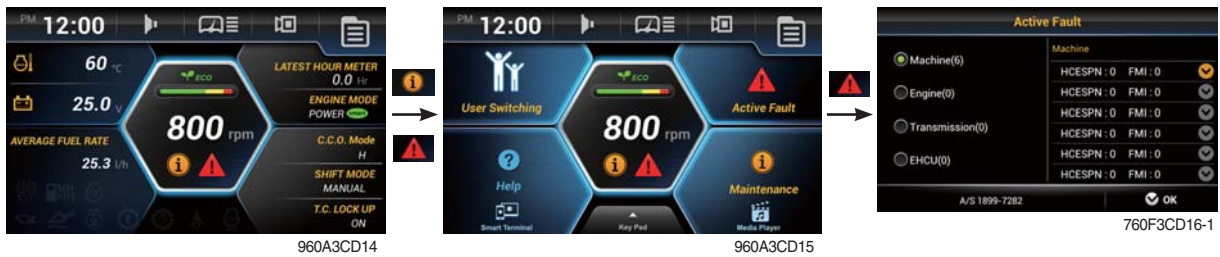 PM 12:00
60 ℃
25.0 V
AVERAGE FUEL RATE
25.3 l/h
ECO
800 rpm
LATEST HOUR METER
0.0 Hr
ENGINE MODE
POWER smart
C.C.O. Mode
H
SHIFT MODE
MANUAL
T.C. LOCK UP
ON
960A3CD14
PM 12:00
User Switching
Active Fault
ECO
800 rpm
Help
Maintenance
Smart Terminal
Key Pad
Media Player
960A3CD15
Active Fault
Machine(6)
Engine(0)
Transmission(0)
EHCU(0)
Machine
HCESPN : 0 FMI : 0
HCESPN : 0 FMI : 0
HCESPN : 0 FMI : 0
HCESPN : 0 FMI : 0
HCESPN : 0 FMI : 0
HCESPN : 0 FMI : 0
A/S 1899-7282
OK
760F3CD16-1